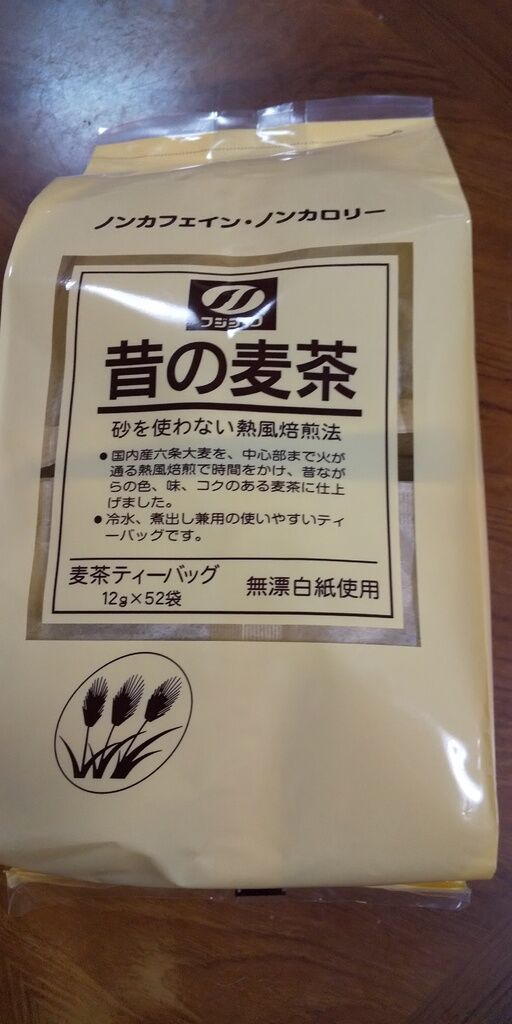 ノンカフェイン・ノンカロリー
昔の麦茶
砂を使わない熱風焙煎法
●国内産六条大麦を、中心部まで火が
通る熱風焙煎で時間をかけ、昔なが
らの色、味、コクのある麦茶に仕上
げました。
●冷水、煮出し兼用の使いやすいティ
ーバッグです。
麦茶ティーバッグ
12g×52袋
無漂白紙使用